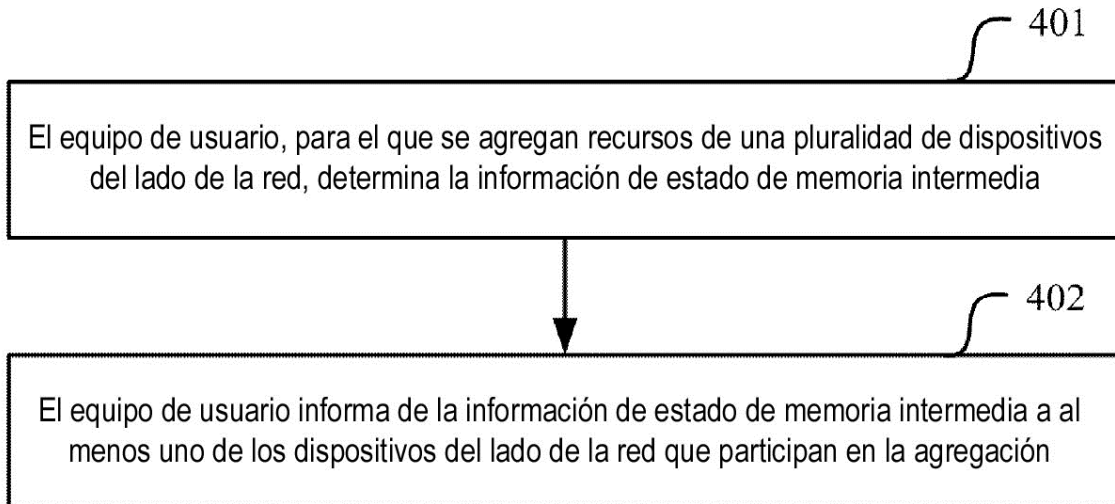 401
El equipo de usuario, para el que se agregan recursos de una pluralidad de dispositivos
del lado de la red, determina la información de estado de memoria intermedia
402
El equipo de usuario informa de la información de estado de memoria intermedia a al
menos uno de los dispositivos del lado de la red que participan en la agregación